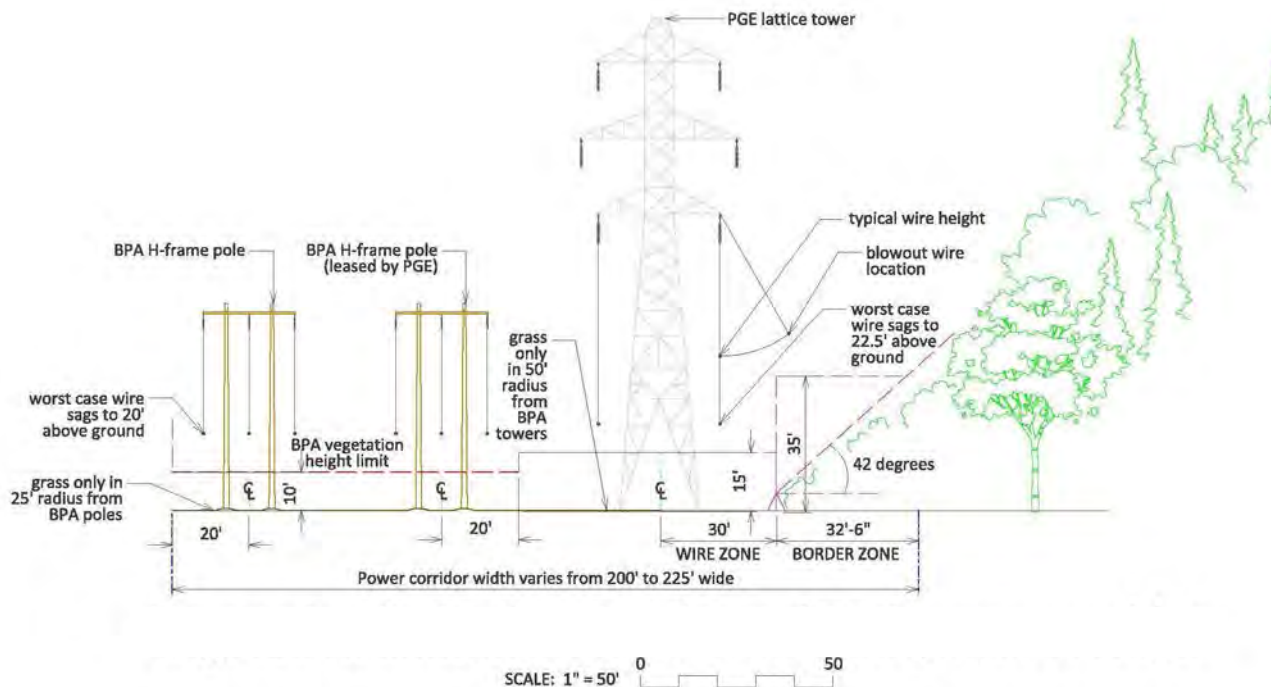 PGE lattice tower
BPA H-frame pole
BPA H-frame pole
(leased by PGE)
typical wire height
blowout wire
location
worst case
wire sags to
22.5' above
ground
grass
only
in 50'
radius
from
BPA
towers
worst case wire
sags to 20'
above ground
BPA vegetation
height limit
35'
42 degrees
15'
grass only in
25' radius from
BPA poles
10'
℄
℄
℄
20'
20'
30'
32'-6"
WIRE ZONE
BORDER ZONE
Power corridor width varies from 200' to 225' wide
SCALE: 1" = 50'
0
50